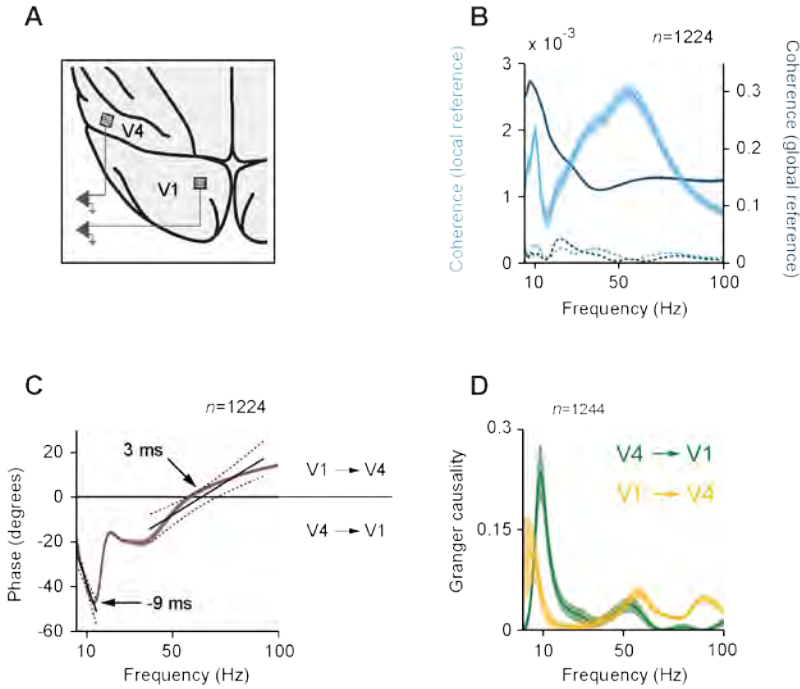 A
V4
V1
B
x 10⁻³
n=1224
Coherence (local reference)
3
2
1
0
0.3
0.2
0.1
0
Coherence (global reference)
10
50
100
Frequency (Hz)
C
n=1224
Phase (degrees)
20
0
-20
-40
-60
3 ms
-9 ms
V1 → V4
V4 → V1
10
50
100
Frequency (Hz)
D
n=1244
Granger causality
0.3
0.15
0
V4 → V1
V1 → V4
10
50
100
Frequency (Hz)